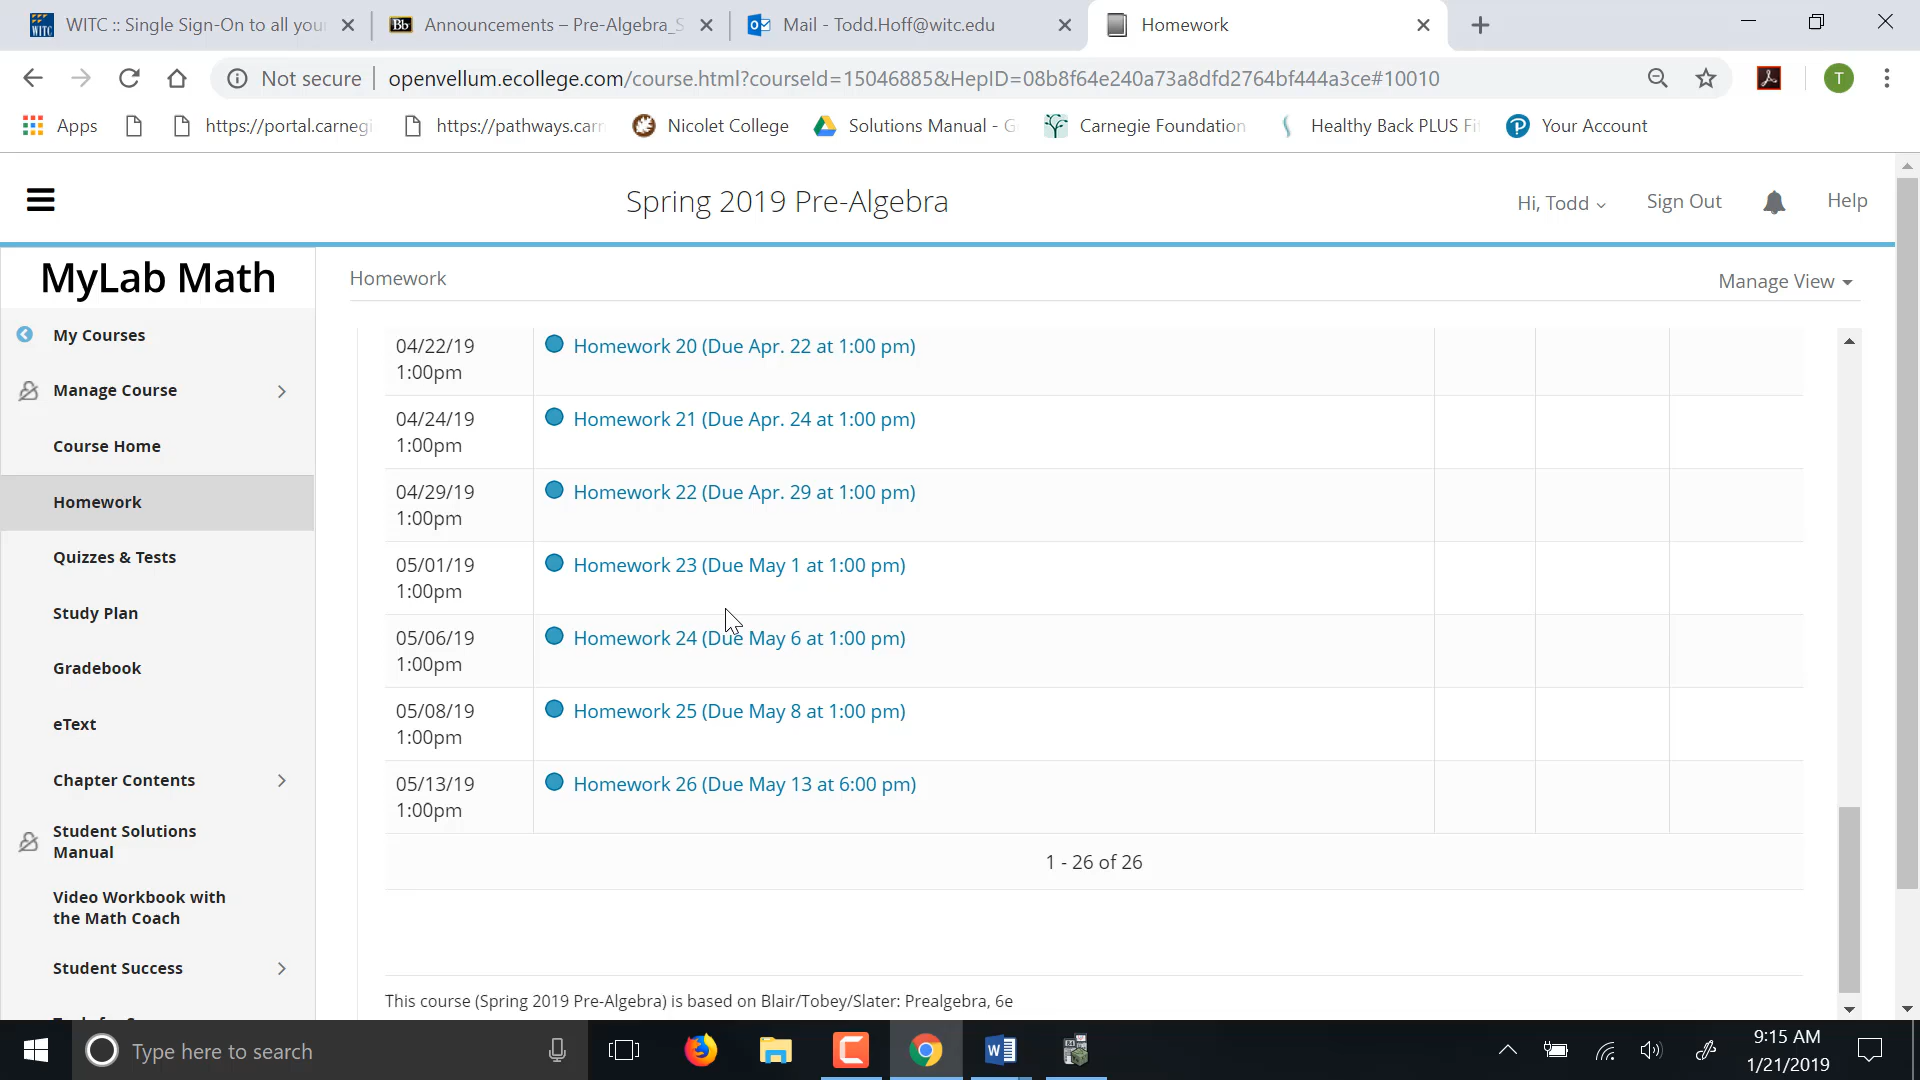 WITC :: Single Sign-On to all you
Announcements – Pre-Algebra_S
Mail - Todd.Hoff@witc.edu
Homework
Not secure
openvellum.ecollege.com/course.html?courseId=15046885&HepID=08b8f64e240a73a8dfd2764bf444a3ce#10010
T
Apps
https://portal.carnegi
https://pathways.carn
Nicolet College
Solutions Manual - G
Carnegie Foundation
Healthy Back PLUS Fi
Your Account
Spring 2019 Pre-Algebra
Hi, Todd
Sign Out
Help
MyLab Math
My Courses
Manage Course
Course Home
Homework
Quizzes & Tests
Study Plan
Gradebook
eText
Chapter Contents
Student Solutions
Manual
Video Workbook with
the Math Coach
Student Success
Homework
Manage View
04/22/19
1:00pm
Homework 20 (Due Apr. 22 at 1:00 pm)
04/24/19
1:00pm
Homework 21 (Due Apr. 24 at 1:00 pm)
04/29/19
1:00pm
Homework 22 (Due Apr. 29 at 1:00 pm)
05/01/19
1:00pm
Homework 23 (Due May 1 at 1:00 pm)
05/06/19
1:00pm
Homework 24 (Due May 6 at 1:00 pm)
05/08/19
1:00pm
Homework 25 (Due May 8 at 1:00 pm)
05/13/19
1:00pm
Homework 26 (Due May 13 at 6:00 pm)
1 - 26 of 26
This course (Spring 2019 Pre-Algebra) is based on Blair/Tobey/Slater: Prealgebra, 6e
Type here to search
9:15 AM
1/21/2019